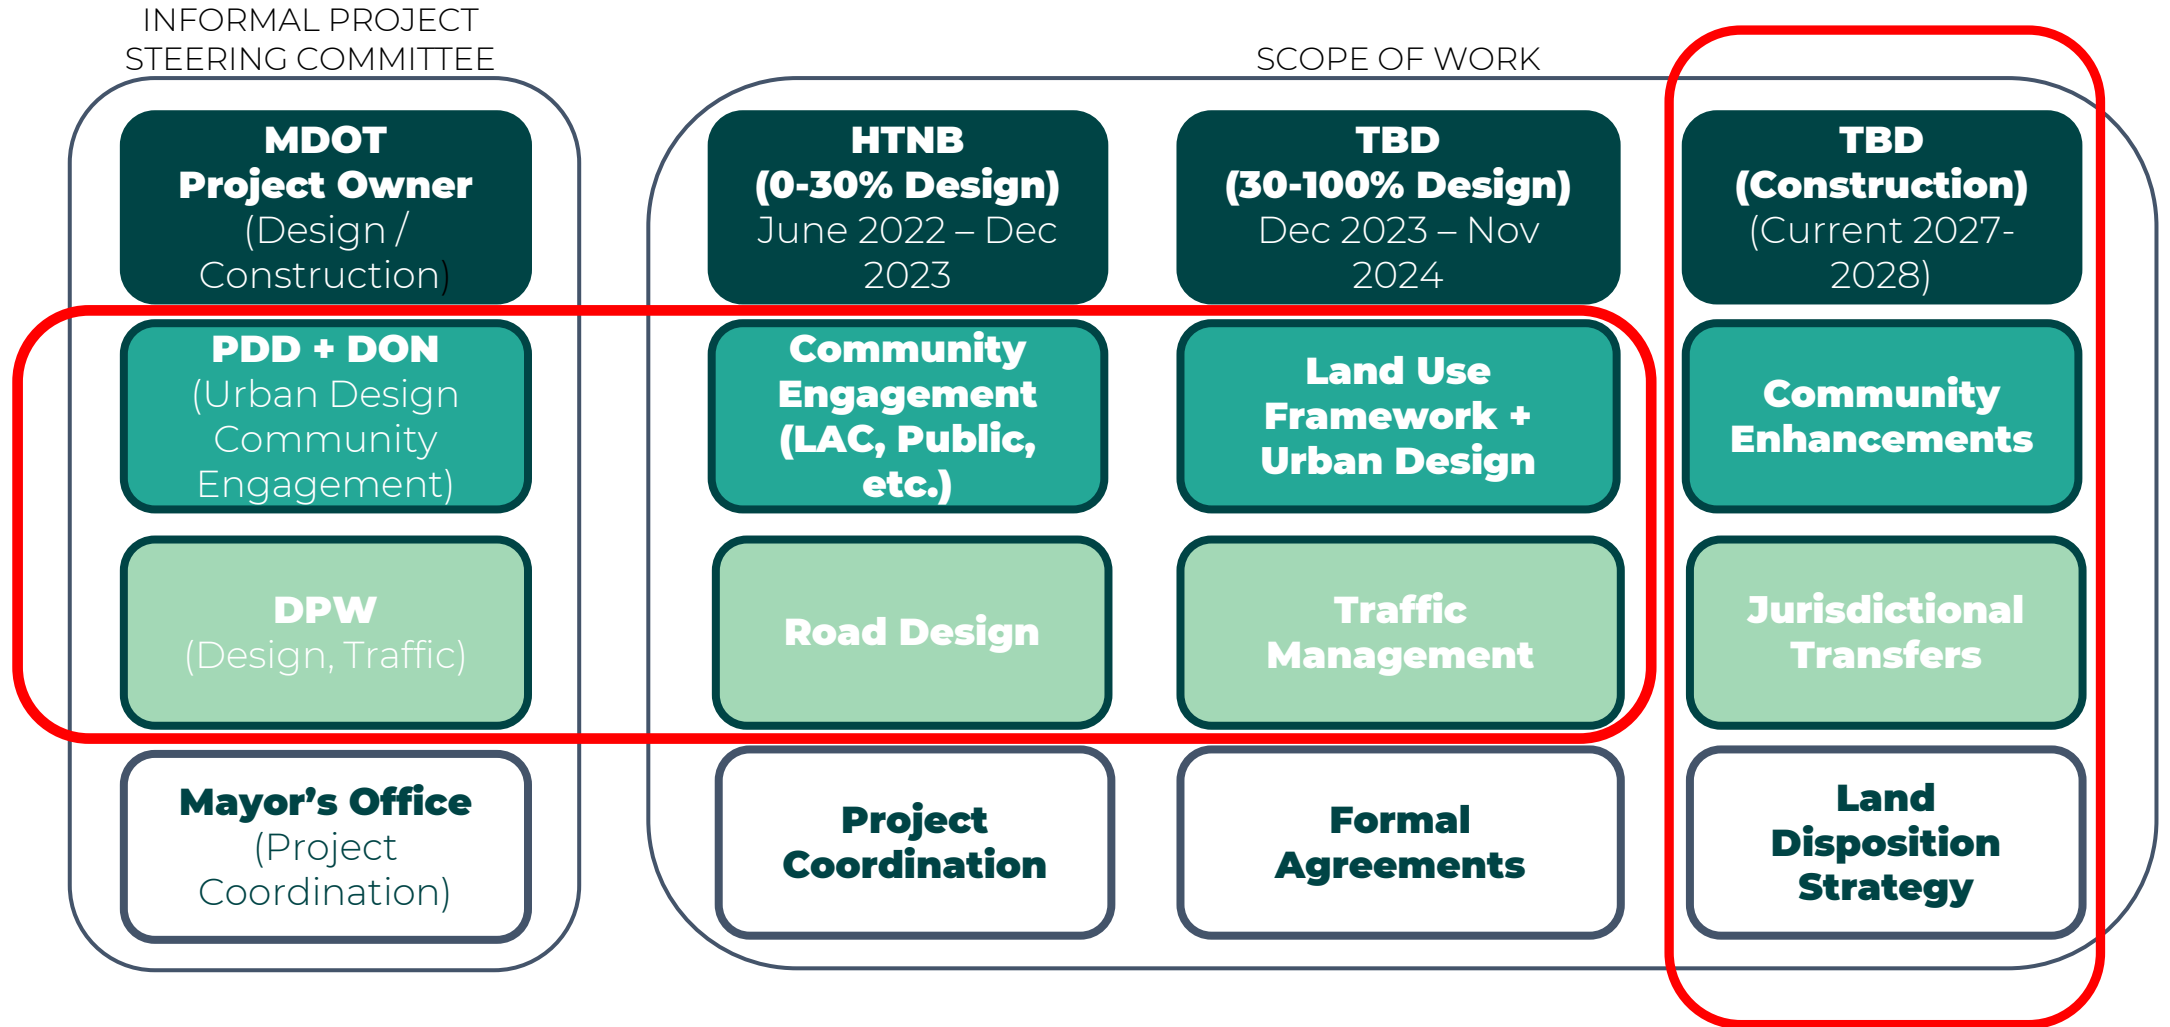 INFORMAL PROJECT
STEERING COMMITTEE
SCOPE OF WORK
MDOT
Project Owner
(Design /
Construction)
HTNB
(0-30% Design)
June 2022 – Dec
2023
TBD
(30-100% Design)
Dec 2023 – Nov
2024
TBD
(Construction)
(Current 2027-
2028)
PDD + DON
(Urban Design
Community
Engagement)
Community
Engagement
(LAC, Public,
etc.)
Land Use
Framework +
Urban Design
Community
Enhancements
DPW
(Design, Traffic)
Road Design
Traffic
Management
Jurisdictional
Transfers
Mayor’s Office
(Project
Coordination)
Project
Coordination
Formal
Agreements
Land
Disposition
Strategy